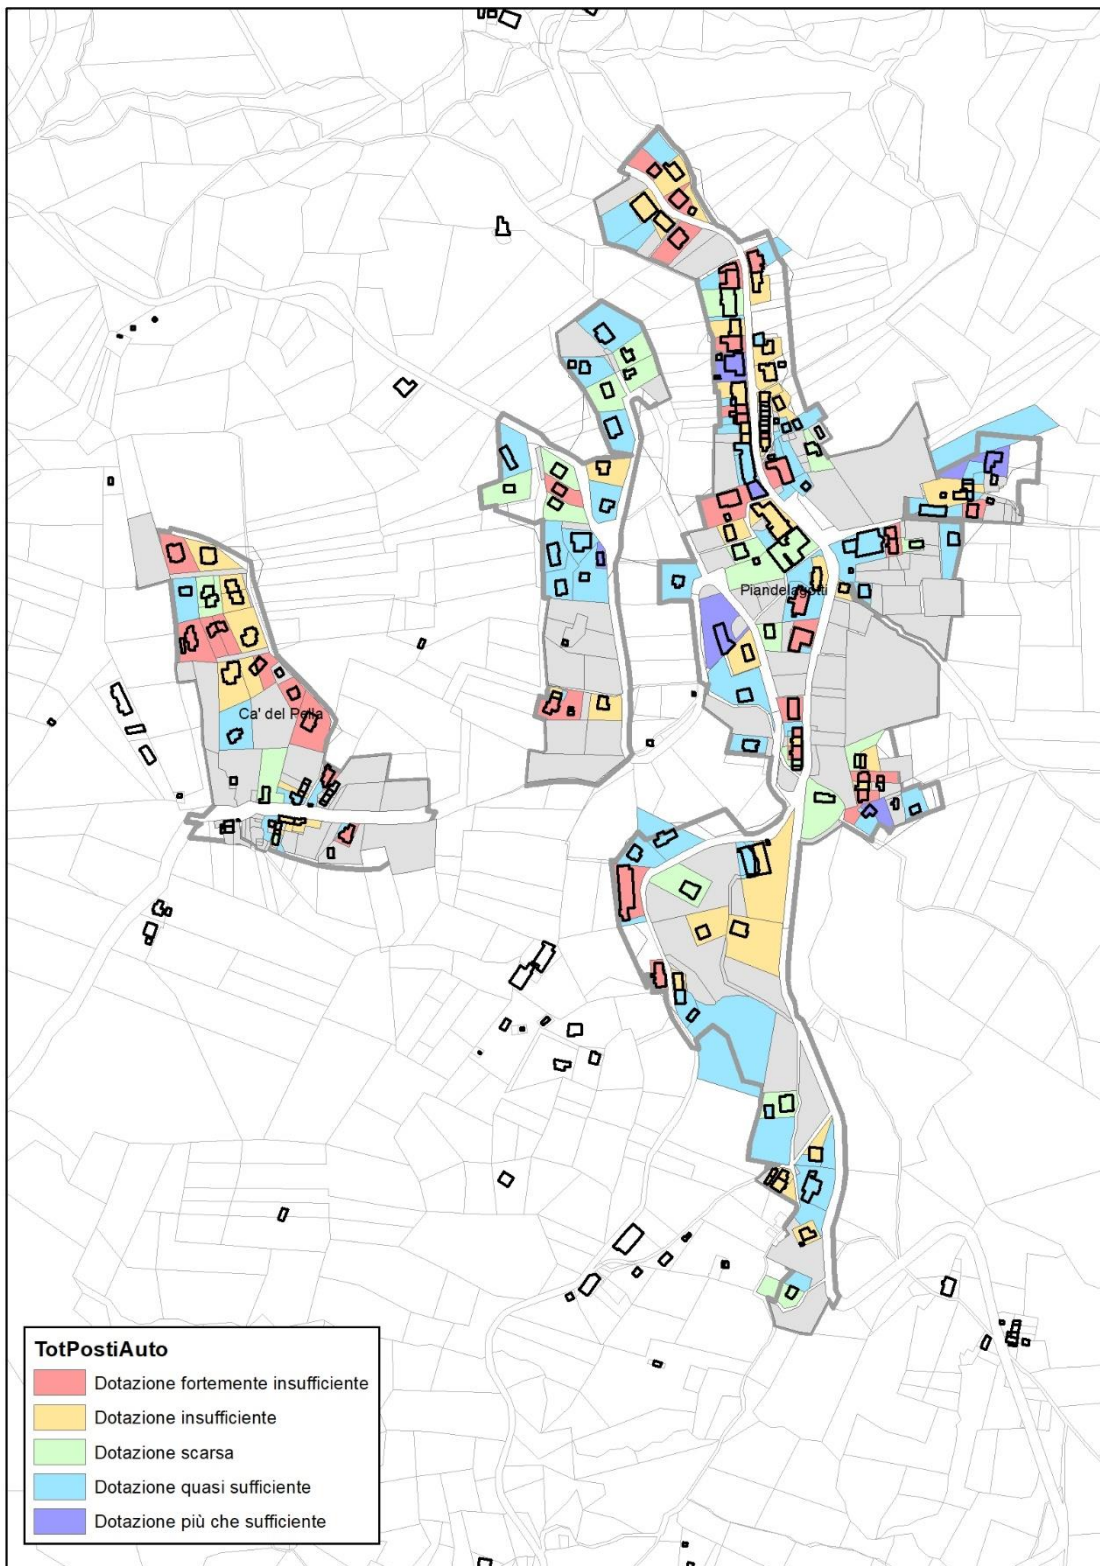 Piandelagotti
Ca' del Pella
TotPostiAuto
Dotazione fortemente insufficiente
Dotazione insufficiente
Dotazione scarsa
Dotazione quasi sufficiente
Dotazione più che sufficiente